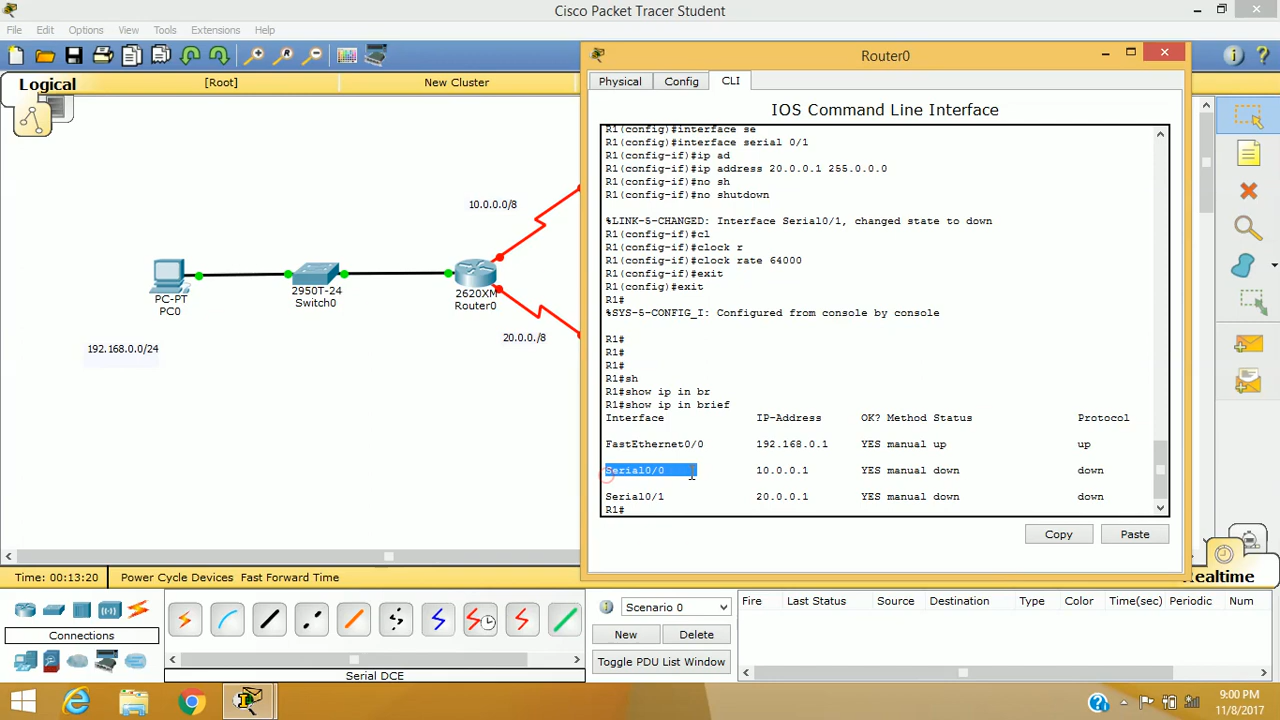 Cisco Packet Tracer Student
File Edit Options View Tools Extensions Help
Logical [Root] New Cluster
10.0.0.0/8
PC-PT
PC0
2950T-24
Switch0
2620XM
Router0
192.168.0.0/24
20.0.0./8
Router0
Physical Config CLI
IOS Command Line Interface
R1(config)#interface se
R1(config)#interface serial 0/1
R1(config-if)#ip ad
R1(config-if)#ip address 20.0.0.1 255.0.0.0
R1(config-if)#no sh
R1(config-if)#no shutdown
%LINK-5-CHANGED: Interface Serial0/1, changed state to down
R1(config-if)#cl
R1(config-if)#clock r
R1(config-if)#clock rate 64000
R1(config-if)#exit
R1(config)#exit
R1#
%SYS-5-CONFIG_I: Configured from console by console
R1#
R1#
R1#
R1#sh
R1#show ip in br
R1#show ip in brief
Interface IP-Address OK? Method Status Protocol
FastEthernet0/0 192.168.0.1 YES manual up up
Serial0/0 10.0.0.1 YES manual down down
Serial0/1 20.0.0.1 YES manual down down
R1#
Copy Paste
Time: 00:13:20 Power Cycle Devices Fast Forward Time Realtime
Connections
Serial DCE
Scenario 0
New Delete
Toggle PDU List Window
Fire Last Status Source Destination Type Color Time(sec) Periodic Num
9:00 PM
11/8/2017